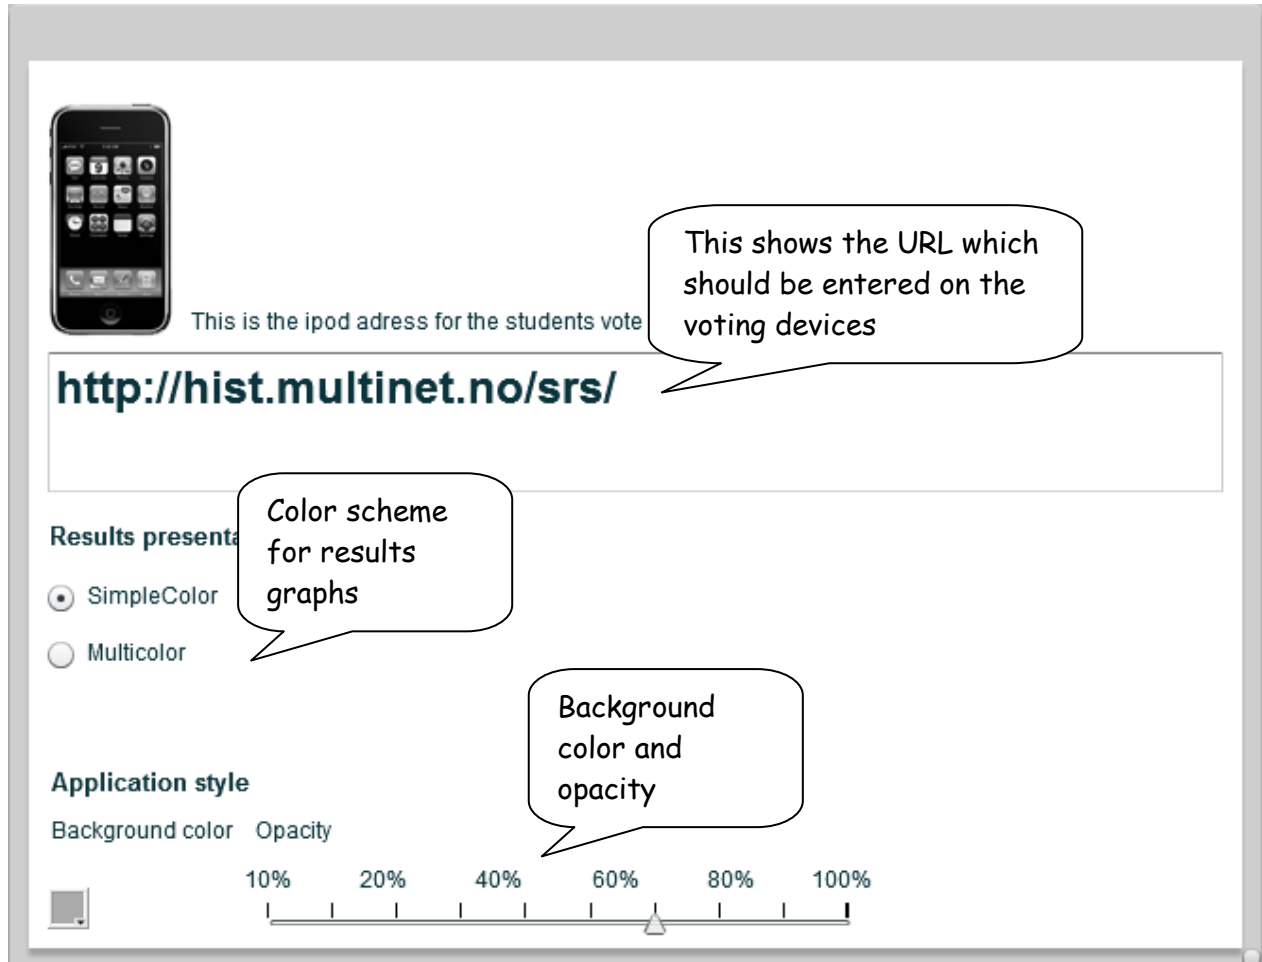 This shows the URL which
should be entered on the
voting devices
This is the ipod adress for the students vote
http://hist.multinet.no/srs/
Color scheme
for results
graphs
Results
SimpleColor
Multicolor
Background
color and
opacity
Application style
Background color Opacity
10% 20% 40% 60% 80% 100%